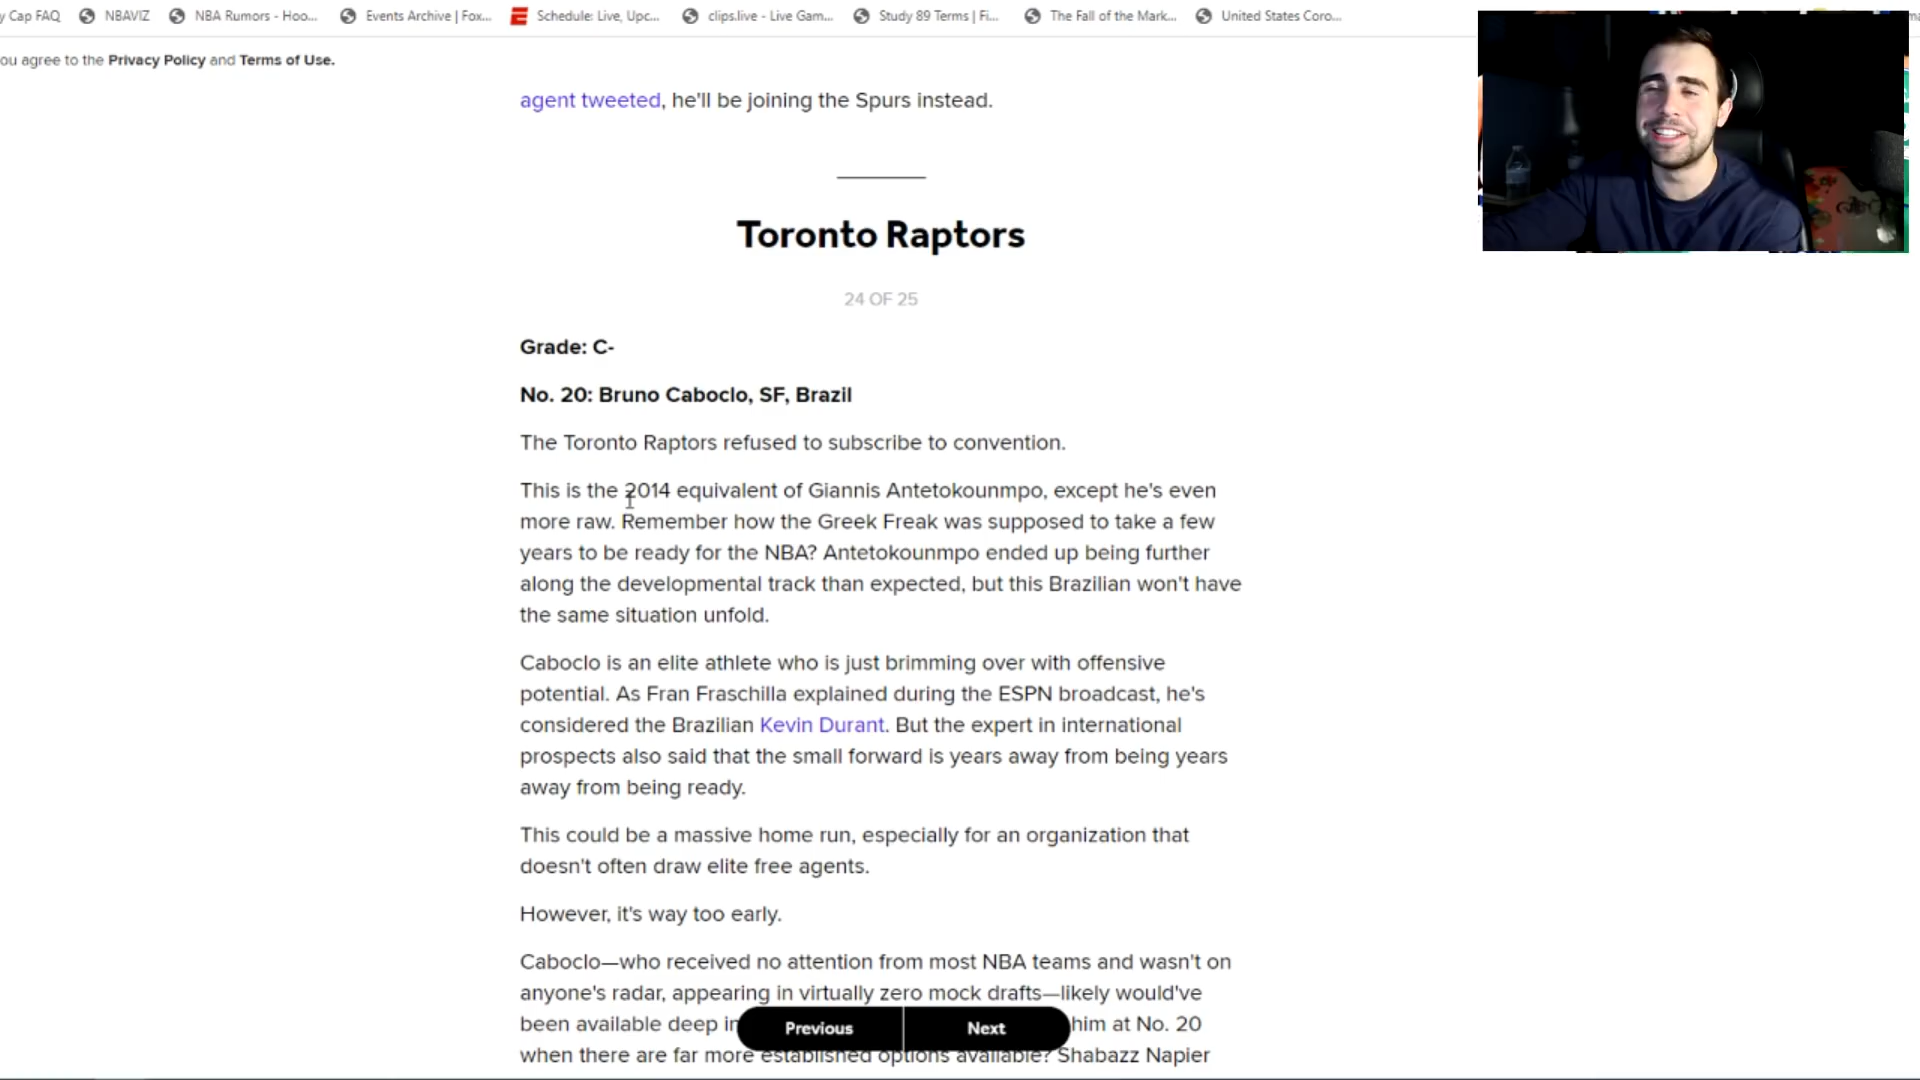 y Cap FAQ NBAVIZ NBA Rumors - Hoo... Events Archive | Fox... Schedule: Live, Upc... clips.live - Live Gam... Study 89 Terms | Fi... The Fall of the Mark... United States Coro...
ou agree to the Privacy Policy and Terms of Use.
agent tweeted, he'll be joining the Spurs instead.
Toronto Raptors
24 OF 25
Grade: C-
No. 20: Bruno Caboclo, SF, Brazil
The Toronto Raptors refused to subscribe to convention.
This is the 2014 equivalent of Giannis Antetokounmpo, except he's even
more raw. Remember how the Greek Freak was supposed to take a few
years to be ready for the NBA? Antetokounmpo ended up being further
along the developmental track than expected, but this Brazilian won't have
the same situation unfold.
Caboclo is an elite athlete who is just brimming over with offensive
potential. As Fran Fraschilla explained during the ESPN broadcast, he's
considered the Brazilian Kevin Durant. But the expert in international
prospects also said that the small forward is years away from being years
away from being ready.
This could be a massive home run, especially for an organization that
doesn't often draw elite free agents.
However, it's way too early.
Caboclo—who received no attention from most NBA teams and wasn't on
anyone's radar, appearing in virtually zero mock drafts—likely would've
been available deep in him at No. 20
Previous Next
when there are far more established options available? Shabazz Napier